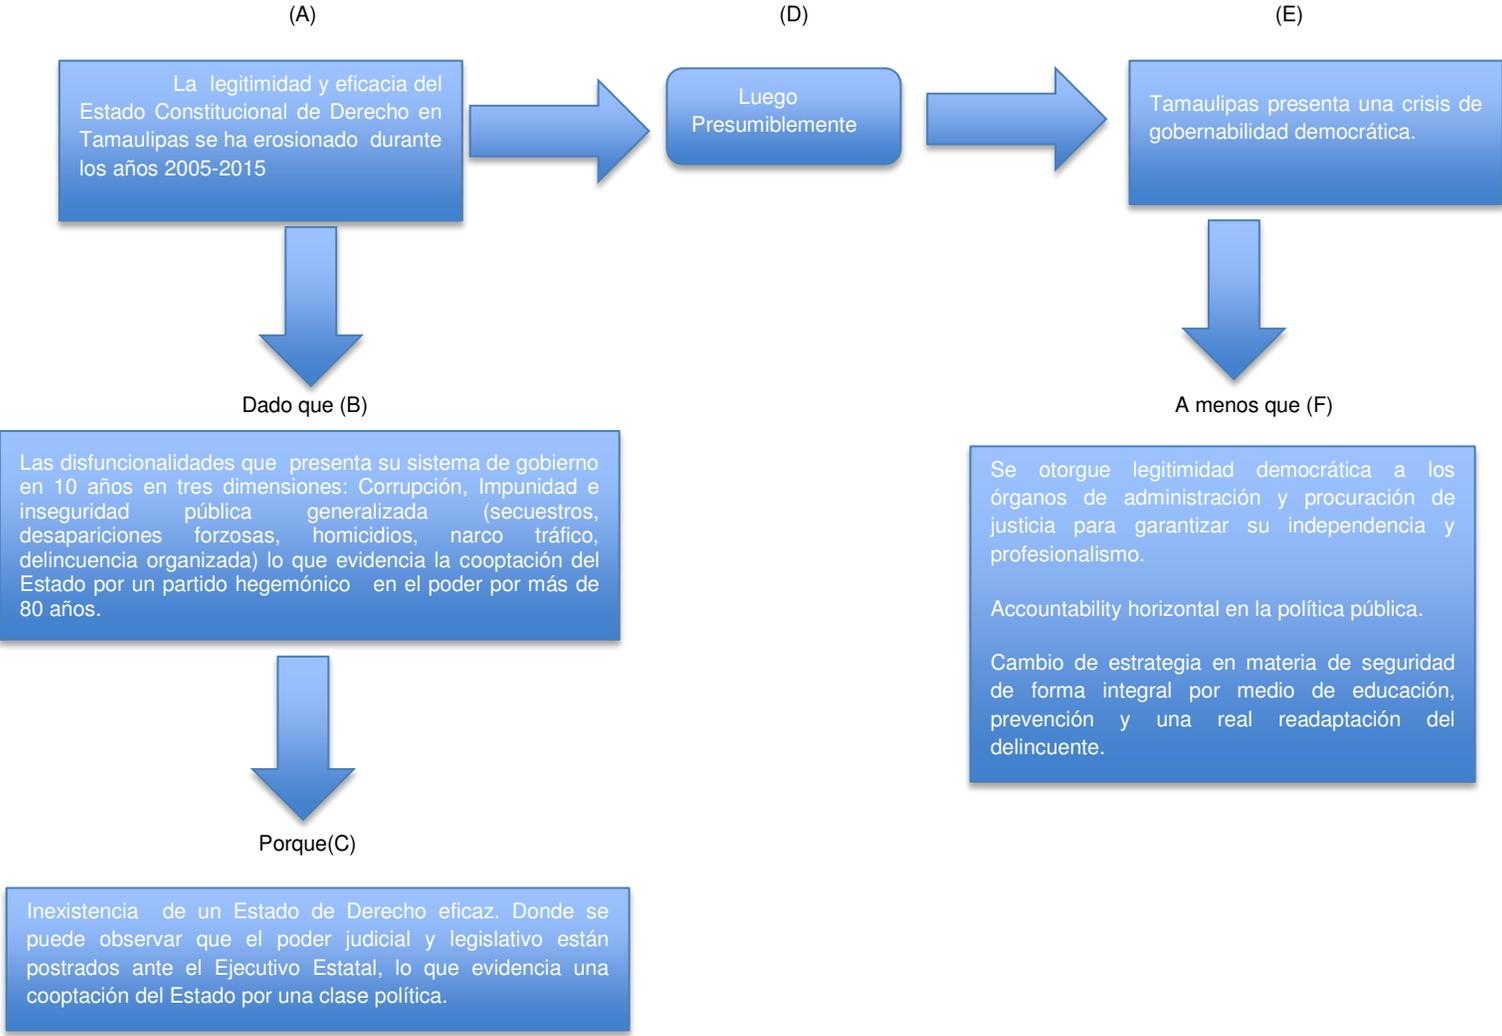 (A)
(D)
(E)
La legitimidad y eficacia del
Estado Constitucional de Derecho en
Tamaulipas se ha erosionado durante
los años 2005-2015
Luego
Presumiblemente
Tamaulipas presenta una crisis de
gobernabilidad democrática.
Dado que (B)
Las disfuncionalidades que presenta su sistema de gobierno
en 10 años en tres dimensiones: Corrupción, Impunidad e
inseguridad pública generalizada (secuestros,
desapariciones forzosas, homicidios, narco tráfico,
delincuencia organizada) lo que evidencia la cooptación del
Estado por un partido hegemónico en el poder por más de
80 años.
Porque(C)
Inexistencia de un Estado de Derecho eficaz. Donde se
puede observar que el poder judicial y legislativo están
postrados ante el Ejecutivo Estatal, lo que evidencia una
cooptación del Estado por una clase política.
A menos que (F)
Se otorgue legitimidad democrática a los
órganos de administración y procuración de
justicia para garantizar su independencia y
profesionalismo.
Accountability horizontal en la política pública.
Cambio de estrategia en materia de seguridad
de forma integral por medio de educación,
prevención y una real readaptación del
delincuente.